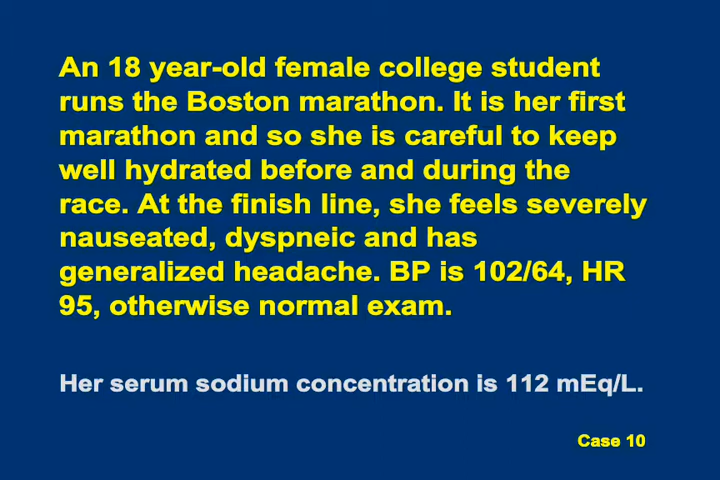 An 18 year-old female college student
runs the Boston marathon. It is her first
marathon and so she is careful to keep
well hydrated before and during the
race. At the finish line, she feels severely
nauseated, dyspneic and has
generalized headache. BP is 102/64, HR
95, otherwise normal exam.
Her serum sodium concentration is 112 mEq/L.
Case 10